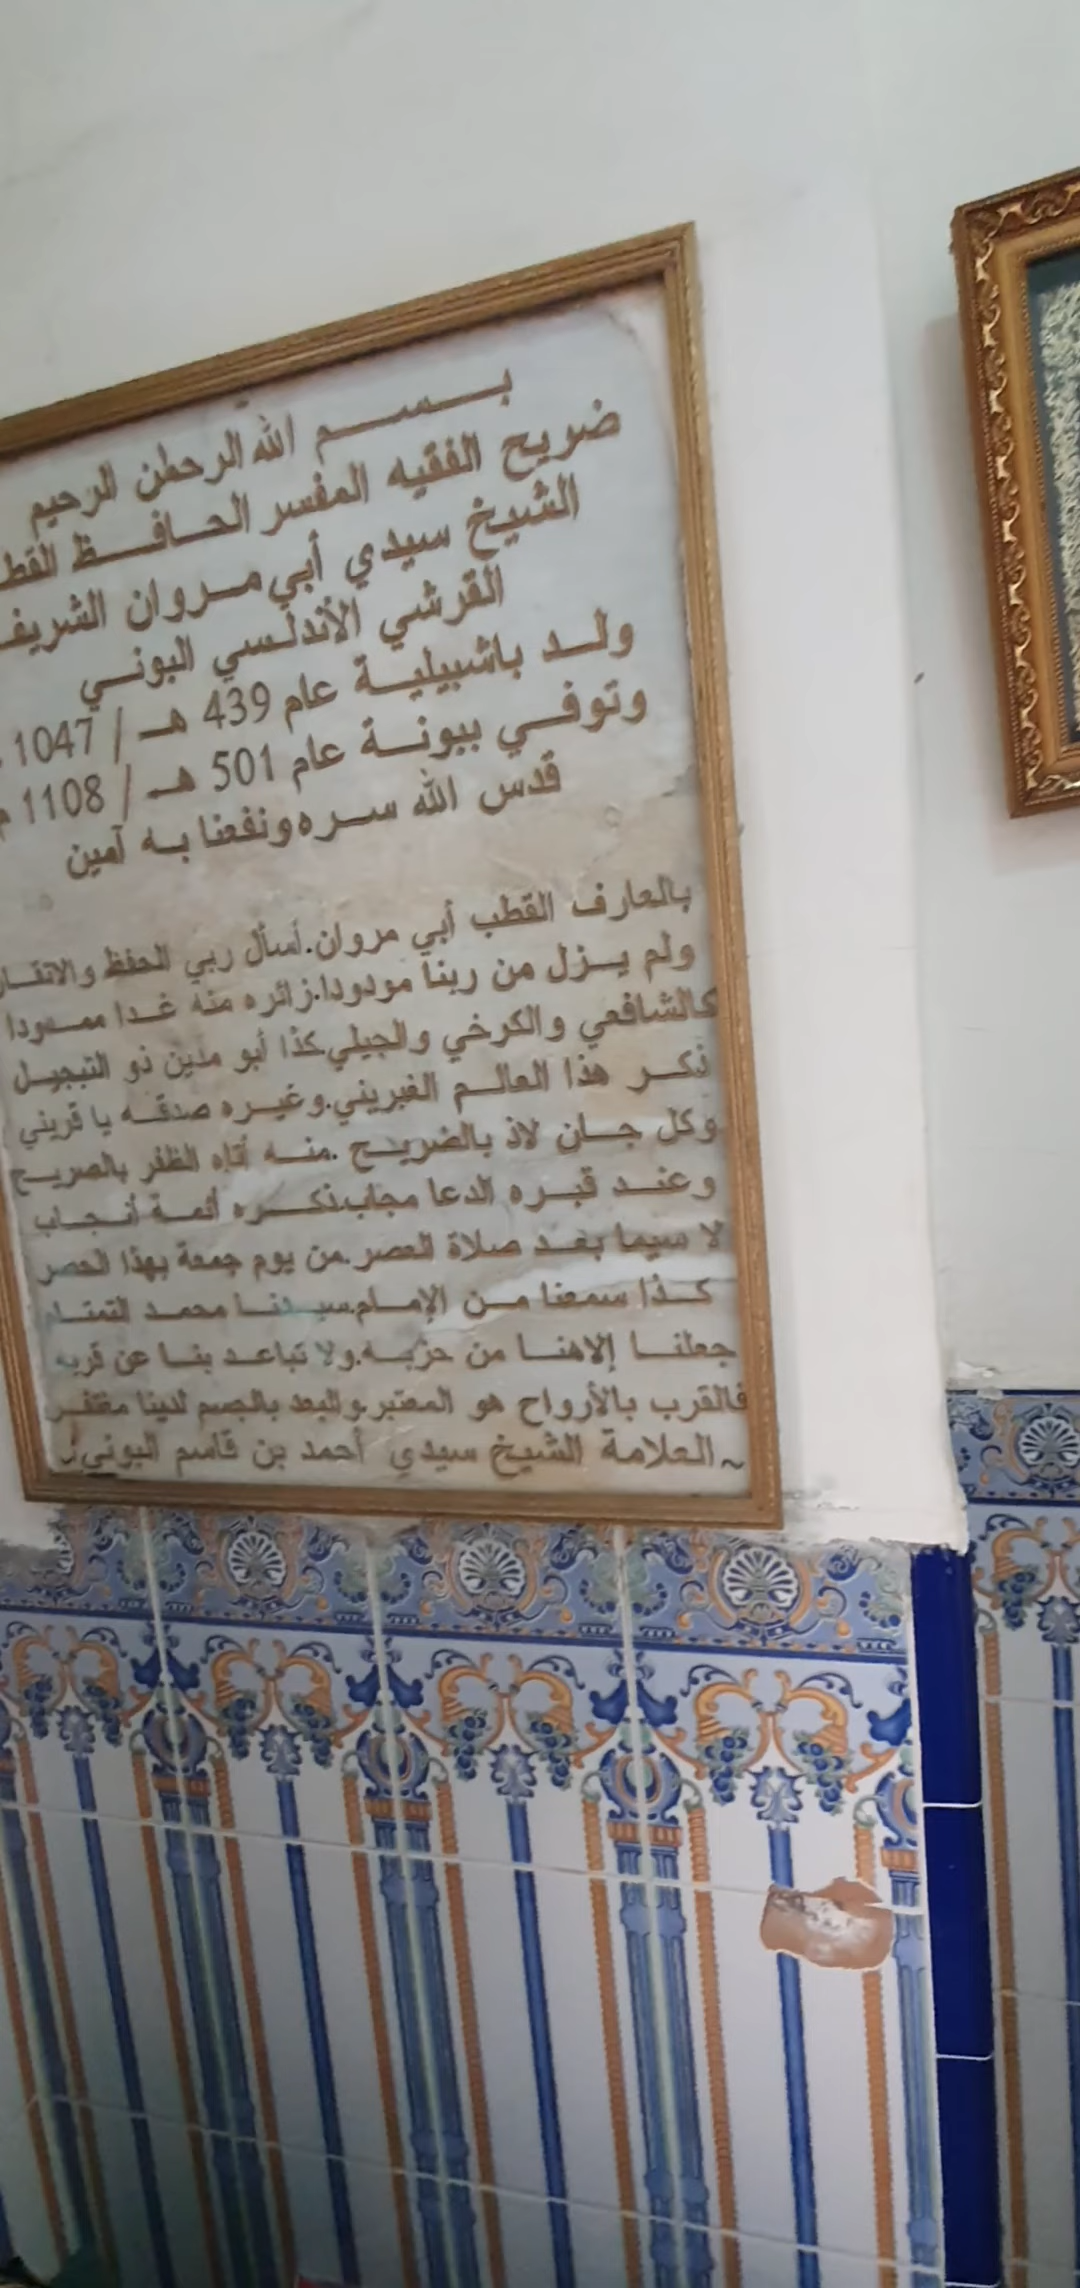 بسم الله الرحمن الرحيم
ضريح الفقيه المفسر الحافظ القط
الشيخ سيدي أبي مروان الشريف
القرشي الأندلسي البوني
ولد باشبيلية عام 439 هـ / 1047
وتوفي ببونة عام 501 هـ / 1108 م
قدس الله سره ونفعنا به آمين
بالعارف القطب أبي مروان.أسأل ربي الحفظ والاتقا
ولم يزل من ربنا مودودا.زائره منه غدا ممدودا
كالشافعي والكرخي والجيلي.كذا أبو مدين ذو التبجيل
ذكر هذا العالم الغبريني.وغيره صدقه يا قريني
وكل جان لاذ بالضريح .منه أتاه الظفر بالصريح
وعند قبره الدعا مجاب.ذكره أئمة أنجاب
لا سيما بعد صلاة العصر.من يوم جمعة بهذا الحصر
كذا سمعنا من الإمام.سيدنا محمد التمتام
جعلنا إلاهنا من حزبه.ولا تباعد بنا عن قربه
فالقرب بالأرواح هو المعتبر.والبعد بالجسم لدينا مغتفر
~ العلامة الشيخ سيدي أحمد بن قاسم البوني